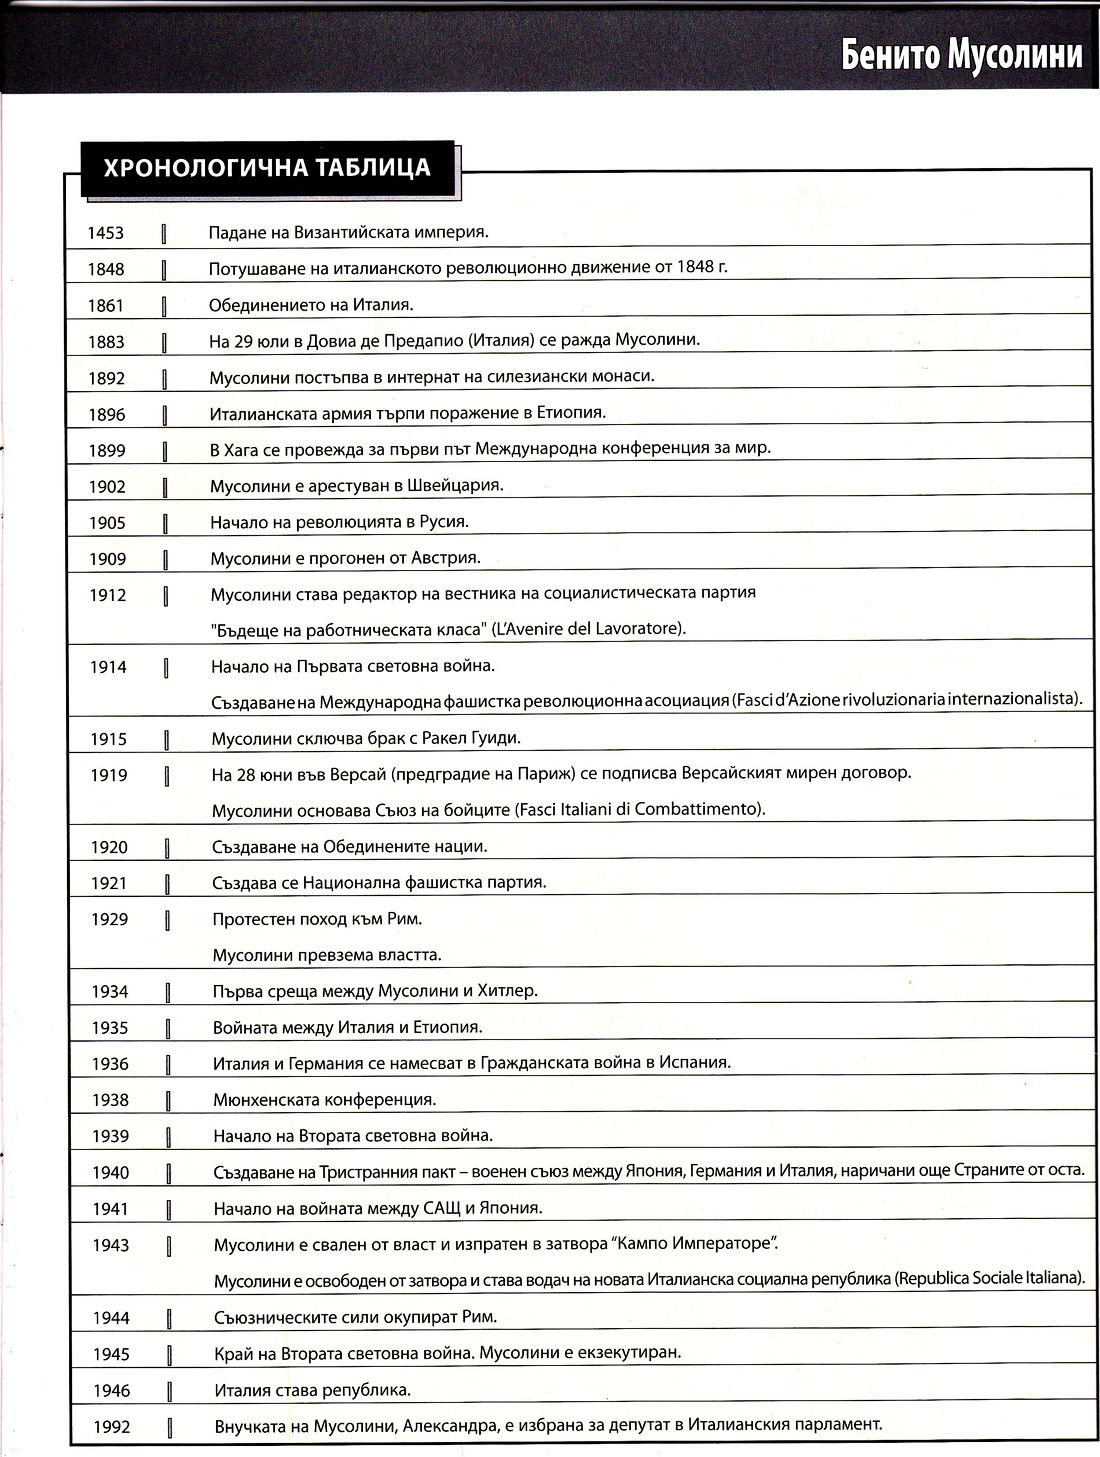 Бенито Мусолини
ХРОНОЛОГИЧНА ТАБЛИЦА
1453 Падане на Византийската империя.
1848 Потушаване на италианското революционно движение от 1848 г.
1861 Обединението на Италия.
1883 На 29 юли в Довиа де Предапио (Италия) се ражда Мусолини.
1892 Мусолини постъпва в интернат на силезиански монаси.
1896 Италианската армия търпи поражение в Етиопия.
1899 В Хага се провежда за първи път Международна конференция за мир.
1902 Мусолини е арестуван в Швейцария.
1905 Начало на революцията в Русия.
1909 Мусолини е прогонен от Австрия.
1912 Мусолини става редактор на вестника на социалистическата партия
"Бъдеще на работническата класа" (L'Avenire del Lavoratore).
1914 Начало на Първата световна война.
Създаване на Международна фашистка революционна асоциация (Fasci d'Azione rivoluzionaria internazionalista).
1915 Мусолини сключва брак с Ракел Гуиди.
1919 На 28 юни във Версай (предградие на Париж) се подписва Версайският мирен договор.
Мусолини основава Съюз на бойците (Fasci Italiani di Combattimento).
1920 Създаване на Обединените нации.
1921 Създава се Национална фашистка партия.
1929 Протестен поход към Рим.
Мусолини превзема властта.
1934 Първа среща между Мусолини и Хитлер.
1935 Войната между Италия и Етиопия.
1936 Италия и Германия се намесват в Гражданската война в Испания.
1938 Мюнхенската конференция.
1939 Начало на Втората световна война.
1940 Създаване на Тристранния пакт – военен съюз между Япония, Германия и Италия, наричани още Страните от оста.
1941 Начало на войната между САЩ и Япония.
1943 Мусолини е свален от власт и изпратен в затвора "Кампо Императоре".
Мусолини е освободен от затвора и става водач на новата Италианска социална република (Republica Sociale Italiana).
1944 Съюзническите сили окупират Рим.
1945 Край на Втората световна война. Мусолини е екзекутиран.
1946 Италия става република.
1992 Внучката на Мусолини, Александра, е избрана за депутат в Италианския парламент.